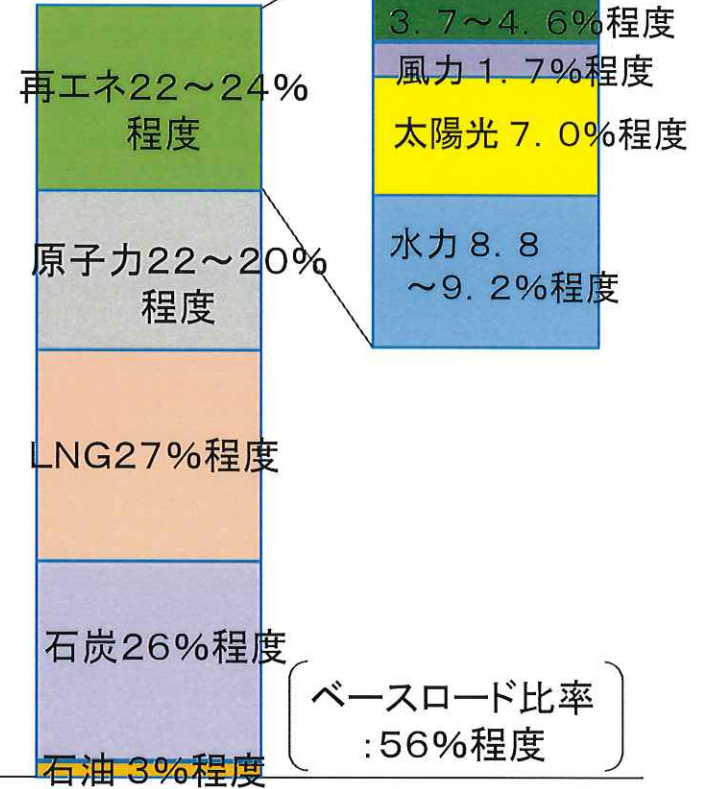 再エネ22～24%
程度
原子力22～20%
程度
LNG27%程度
石炭26%程度
石油 3%程度
3．7～4．6%程度
風力 1．7%程度
太陽光 7．0%程度
水力 8．8
～9．2%程度
ベースロード比率
:56%程度